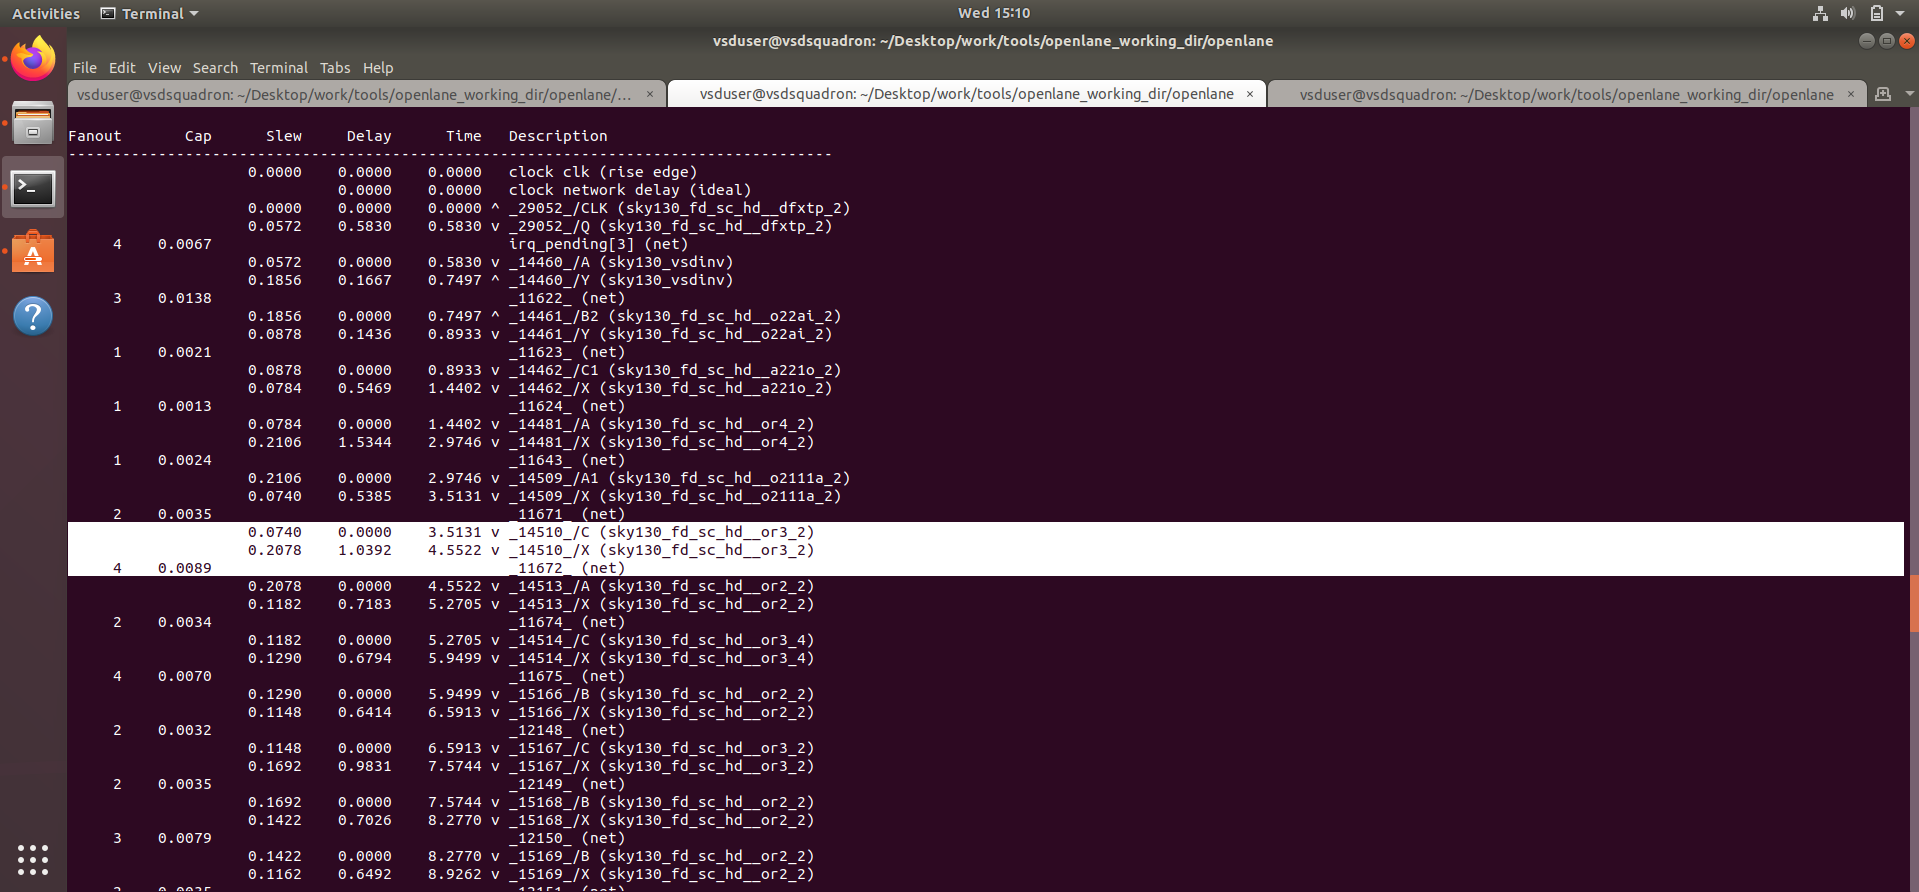 Activities Terminal Wed 15:10
vsduser@vsdsquadron: ~/Desktop/work/tools/openlane_working_dir/openlane
File Edit View Search Terminal Tabs Help
vsduser@vsdsquadron: ~/Desktop/work/tools/openlane_working_dir/openlane/... × vsduser@vsdsquadron: ~/Desktop/work/tools/openlane_working_dir/openlane × vsduser@vsdsquadron: ~/Desktop/work/tools/openlane_working_dir/openlane ×
Fanout Cap Slew Delay Time Description
-------------------------------------------------------------------------------------
0.0000 0.0000 0.0000 clock clk (rise edge)
0.0000 0.0000 clock network delay (ideal)
0.0000 0.0000 0.0000 ^ _29052_/CLK (sky130_fd_sc_hd__dfxtp_2)
0.0572 0.5830 0.5830 v _29052_/Q (sky130_fd_sc_hd__dfxtp_2)
4 0.0067 irq_pending[3] (net)
0.0572 0.0000 0.5830 v _14460_/A (sky130_vsdinv)
0.1856 0.1667 0.7497 ^ _14460_/Y (sky130_vsdinv)
3 0.0138 _11622_ (net)
0.1856 0.0000 0.7497 ^ _14461_/B2 (sky130_fd_sc_hd__o22ai_2)
0.0878 0.1436 0.8933 v _14461_/Y (sky130_fd_sc_hd__o22ai_2)
1 0.0021 _11623_ (net)
0.0878 0.0000 0.8933 v _14462_/C1 (sky130_fd_sc_hd__a221o_2)
0.0784 0.5469 1.4402 v _14462_/X (sky130_fd_sc_hd__a221o_2)
1 0.0013 _11624_ (net)
0.0784 0.0000 1.4402 v _14481_/A (sky130_fd_sc_hd__or4_2)
0.2106 1.5344 2.9746 v _14481_/X (sky130_fd_sc_hd__or4_2)
1 0.0024 _11643_ (net)
0.2106 0.0000 2.9746 v _14509_/A1 (sky130_fd_sc_hd__o2111a_2)
0.0740 0.5385 3.5131 v _14509_/X (sky130_fd_sc_hd__o2111a_2)
2 0.0035 _11671_ (net)
0.0740 0.0000 3.5131 v _14510_/C (sky130_fd_sc_hd__or3_2)
0.2078 1.0392 4.5522 v _14510_/X (sky130_fd_sc_hd__or3_2)
4 0.0089 _11672_ (net)
0.2078 0.0000 4.5522 v _14513_/A (sky130_fd_sc_hd__or2_2)
0.1182 0.7183 5.2705 v _14513_/X (sky130_fd_sc_hd__or2_2)
2 0.0034 _11674_ (net)
0.1182 0.0000 5.2705 v _14514_/C (sky130_fd_sc_hd__or3_4)
0.1290 0.6794 5.9499 v _14514_/X (sky130_fd_sc_hd__or3_4)
4 0.0070 _11675_ (net)
0.1290 0.0000 5.9499 v _15166_/B (sky130_fd_sc_hd__or2_2)
0.1148 0.6414 6.5913 v _15166_/X (sky130_fd_sc_hd__or2_2)
2 0.0032 _12148_ (net)
0.1148 0.0000 6.5913 v _15167_/C (sky130_fd_sc_hd__or3_2)
0.1692 0.9831 7.5744 v _15167_/X (sky130_fd_sc_hd__or3_2)
2 0.0035 _12149_ (net)
0.1692 0.0000 7.5744 v _15168_/B (sky130_fd_sc_hd__or2_2)
0.1422 0.7026 8.2770 v _15168_/X (sky130_fd_sc_hd__or2_2)
3 0.0079 _12150_ (net)
0.1422 0.0000 8.2770 v _15169_/B (sky130_fd_sc_hd__or2_2)
0.1162 0.6492 8.9262 v _15169_/X (sky130_fd_sc_hd__or2_2)